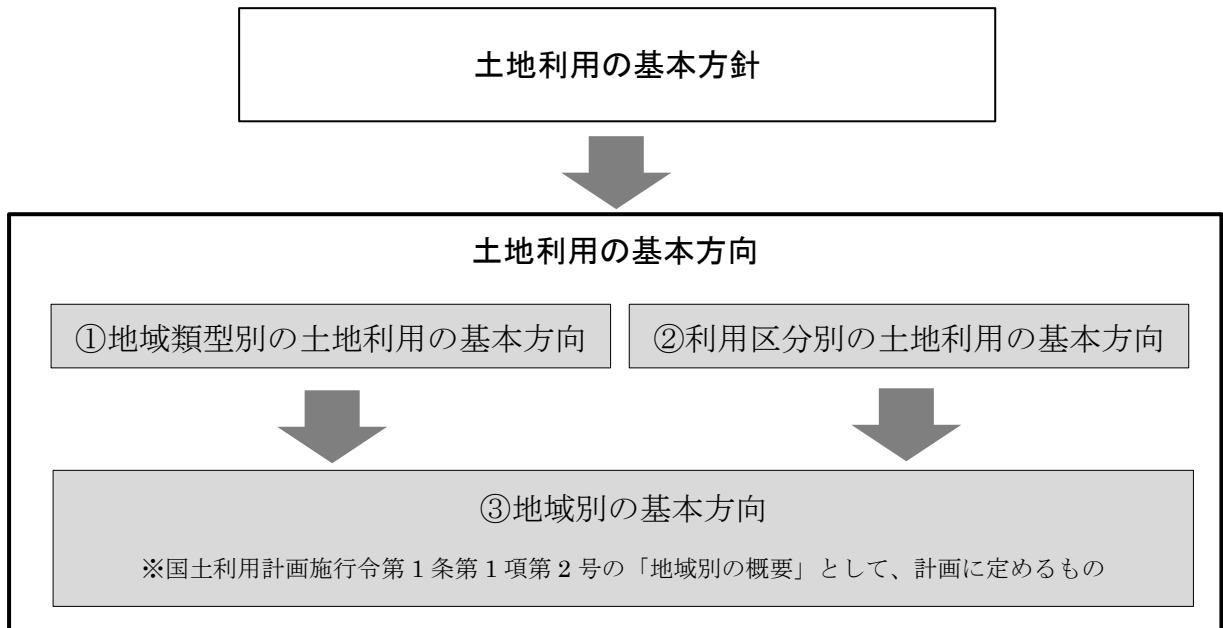 土地利用の基本方針
土地利用の基本方向
①地域類型別の土地利用の基本方向
②利用区分別の土地利用の基本方向
③地域別の基本方向
※国土利用計画施行令第1条第1項第2号の「地域別の概要」として、計画に定めるもの